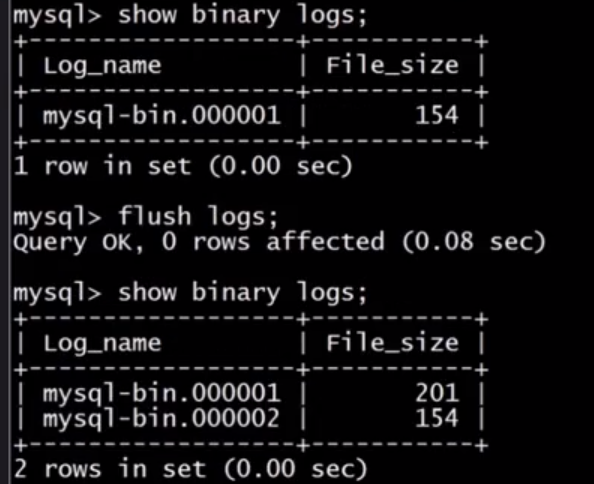 mysql> show binary logs;
+------------------+-----------+
| Log_name         | File_size |
+------------------+-----------+
| mysql-bin.000001 |       154 |
+------------------+-----------+
1 row in set (0.00 sec)
mysql> flush logs;
Query OK, 0 rows affected (0.08 sec)
mysql> show binary logs;
+------------------+-----------+
| Log_name         | File_size |
+------------------+-----------+
| mysql-bin.000001 |       201 |
| mysql-bin.000002 |       154 |
+------------------+-----------+
2 rows in set (0.00 sec)